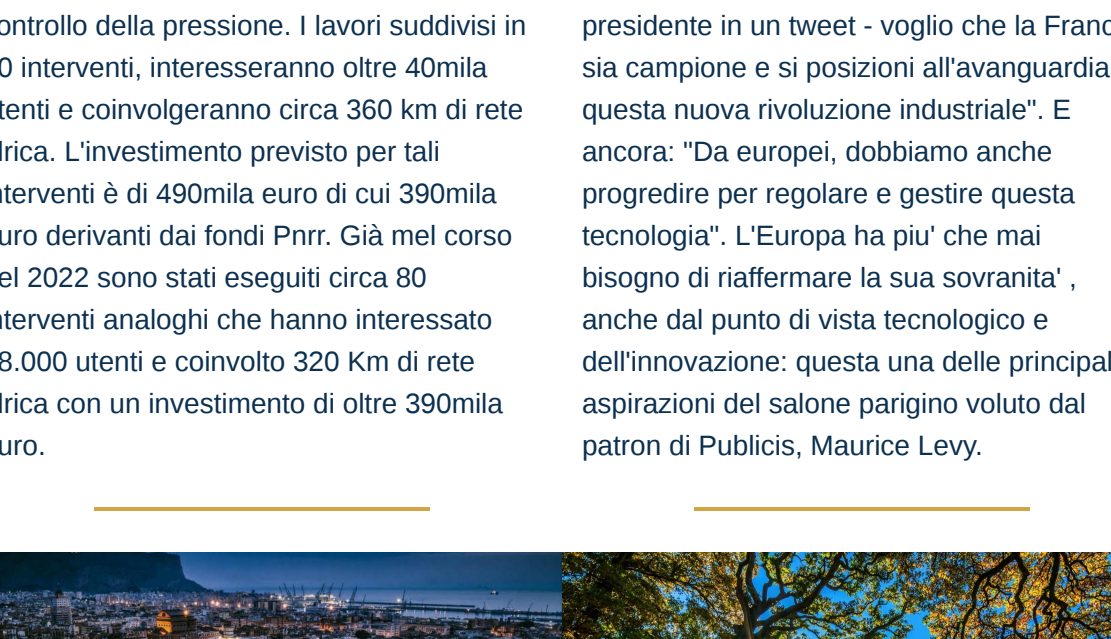 ontrollo della pressione. I lavori suddivisi in
0 interventi, interesseranno oltre 40mila
tenti e coinvolgeranno circa 360 km di rete
drica. L'investimento previsto per tali
nterventi è di 490mila euro di cui 390mila
uro derivanti dai fondi Pnrr. Già mel corso
el 2022 sono stati eseguiti circa 80
nterventi analoghi che hanno interessato
8.000 utenti e coinvolto 320 Km di rete
drica con un investimento di oltre 390mila
uro.
presidente in un tweet - voglio che la Franc
sia campione e si posizioni all'avanguardia
questa nuova rivoluzione industriale". E
ancora: "Da europei, dobbiamo anche
progredire per regolare e gestire questa
tecnologia". L'Europa ha piu' che mai
bisogno di riaffermare la sua sovranita' ,
anche dal punto di vista tecnologico e
dell'innovazione: questa una delle principal
aspirazioni del salone parigino voluto dal
patron di Publicis, Maurice Levy.